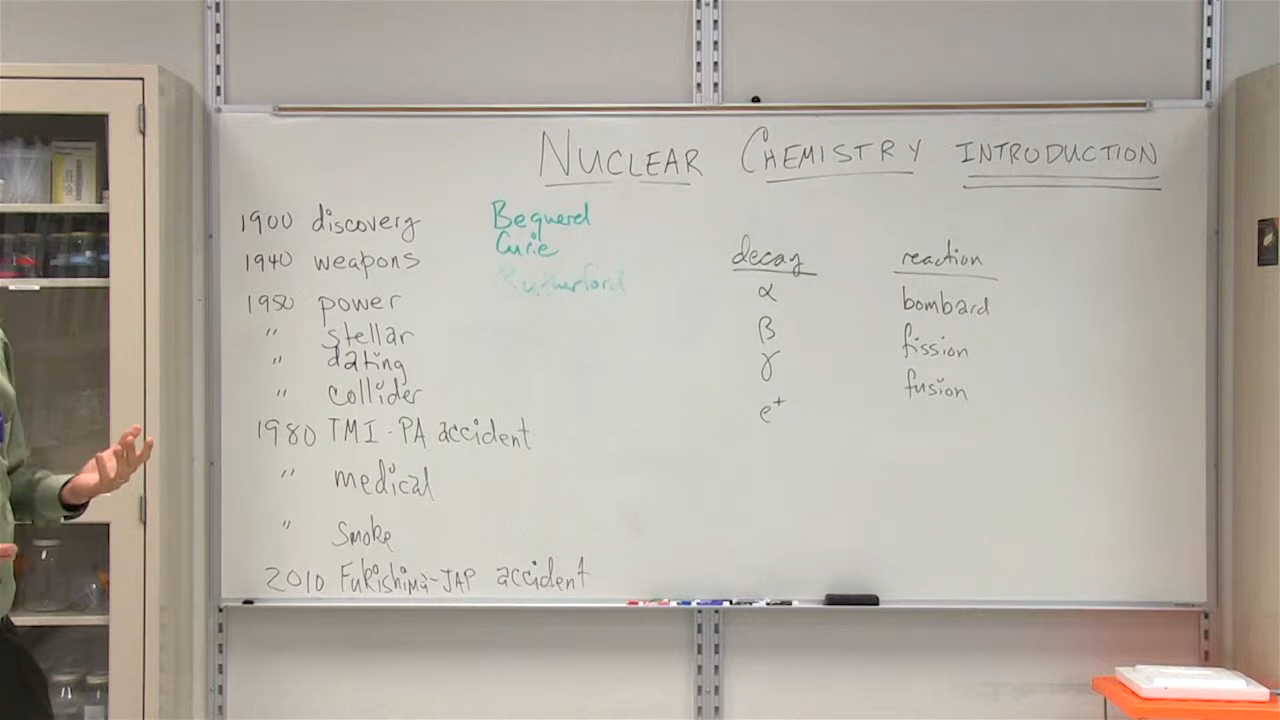 NUCLEAR CHEMISTRY INTRODUCTION
1900 discovery
1940 weapons
1950 power
" stellar
" dating
" collider
1980 TMI - PA accident
" medical
" smoke
2010 Fukishima-JAP accident
Bequerel
Curie
Rutherford
decay
α
β
γ
e+
reaction
bombard
fission
fusion